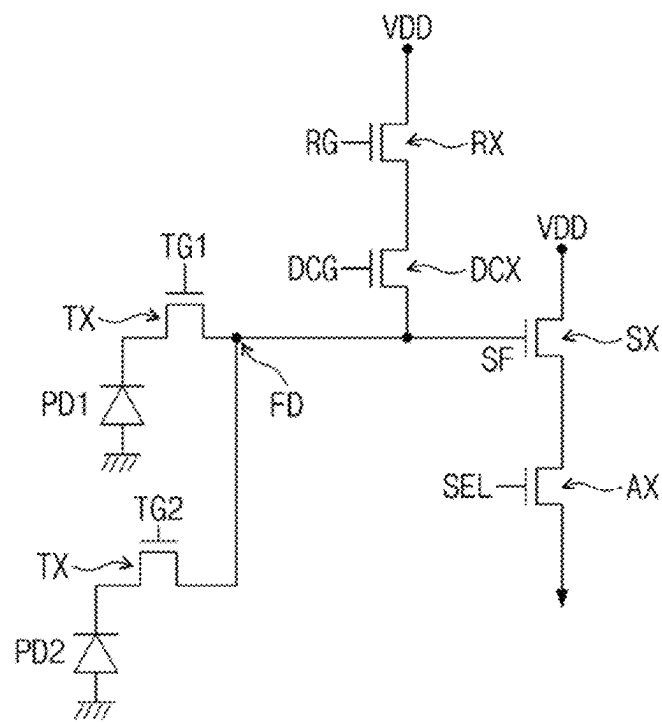 VDD
RG
RX
VDD
TG1
DCG
DCX
TX
SF
SX
PD1
FD
TG2
SEL
AX
TX
PD2